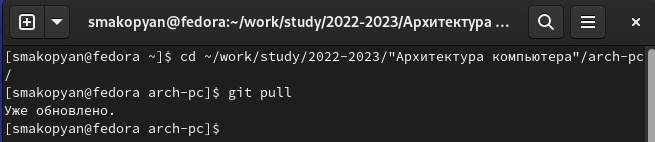 smakopyan@fedora:~/work/study/2022-2023/Архитектура ...
[smakopyan@fedora ~]$ cd ~/work/study/2022-2023/"Архитектура компьютера"/arch-pc
/
[smakopyan@fedora arch-pc]$ git pull
Уже обновлено.
[smakopyan@fedora arch-pc]$